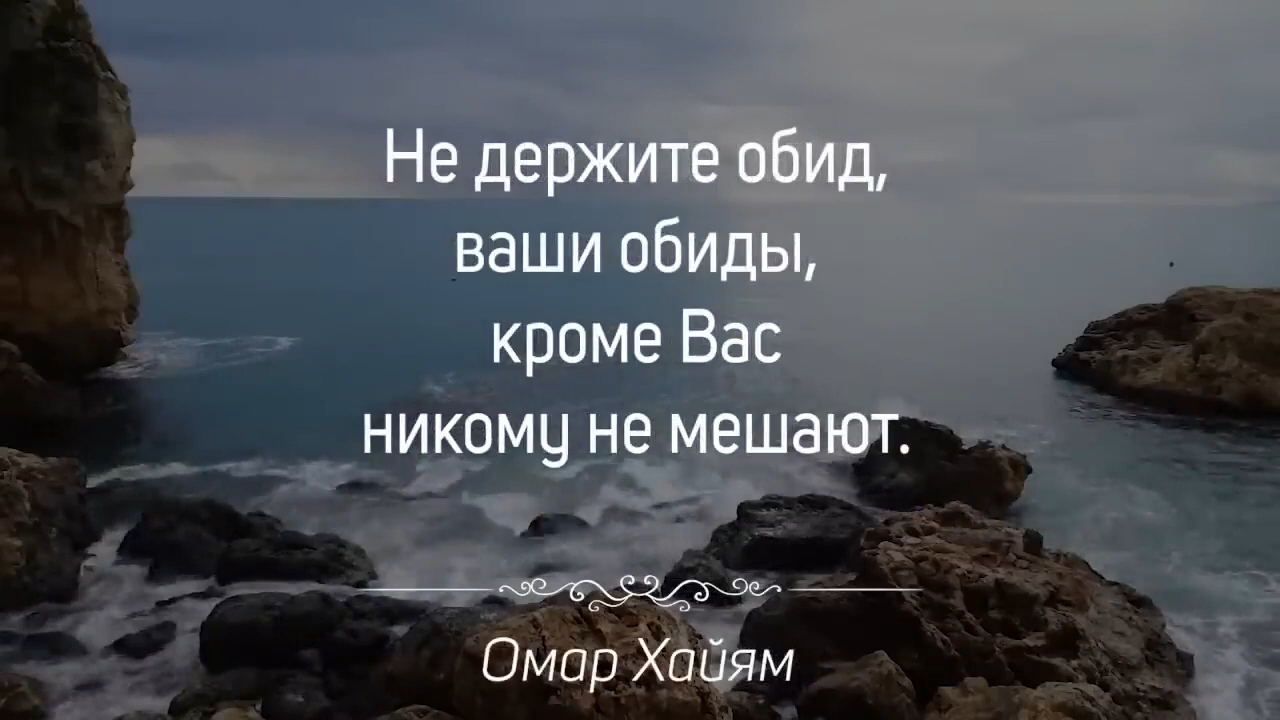 Не держите обид,
ваши обиды,
кроме Вас
никому не мешают.
Омар Хайям